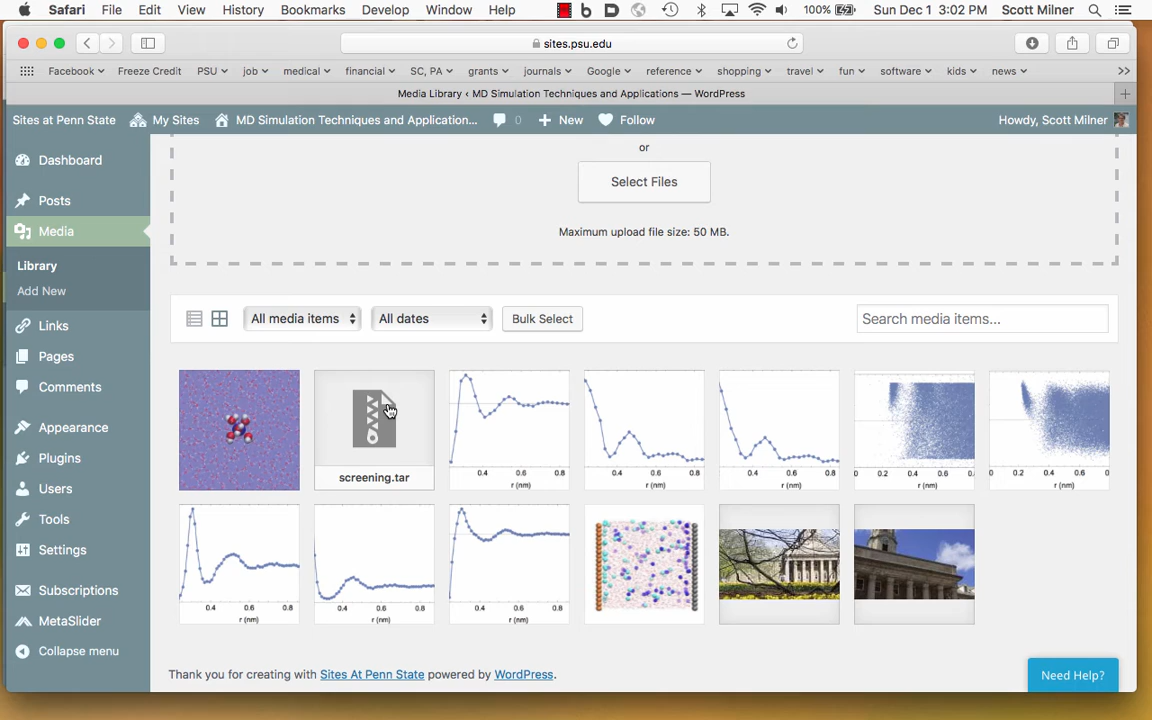 Safari File Edit View History Bookmarks Develop Window Help 100% Sun Dec 1 3:02 PM Scott Milner
sites.psu.edu
Facebook Freeze Credit PSU job medical financial SC, PA grants journals Google reference shopping travel fun software kids news >>
Media Library ‹ MD Simulation Techniques and Applications — WordPress
Sites at Penn State My Sites MD Simulation Techniques and Application... 0 + New Follow Howdy, Scott Milner
or
Dashboard
Select Files
Posts
Media
Maximum upload file size: 50 MB.
Library
Add New
All media items All dates Bulk Select Search media items...
Links
Pages
Comments
Appearance
Plugins
Users
Tools
Settings
Subscriptions
MetaSlider
Collapse menu
screening.tar
0.4 0.6 0.8
r (nm)
0.4 0.6 0.8
r (nm)
0.4 0.6 0.8
r (nm)
0 0.2 0.4 0.6 0.8
r (nm)
0 0.2 0.4 0.6 0.8
r (nm)
0.4 0.6 0.8
r (nm)
0.4 0.6 0.8
r (nm)
0.4 0.6 0.8
r (nm)
Thank you for creating with Sites At Penn State powered by WordPress.
Need Help?